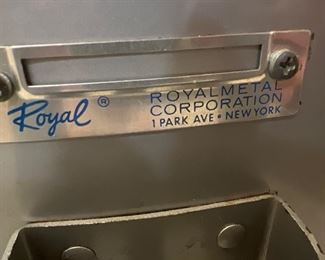 Royal ®
ROYALMETAL
CORPORATION
1 PARK AVE • NEW YORK